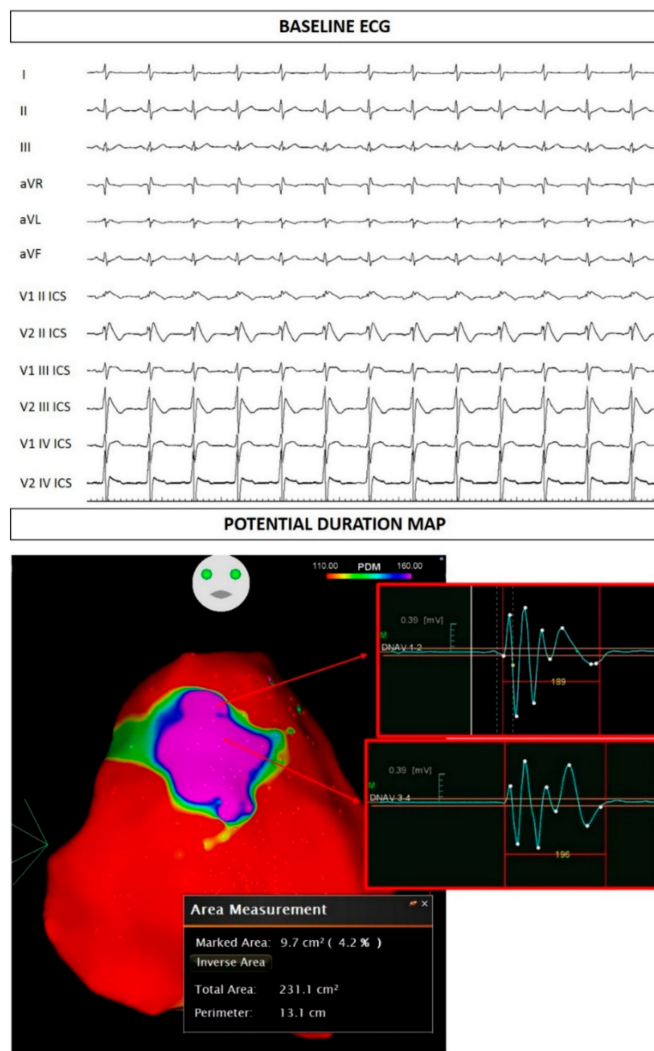 BASELINE ECG
I
II
III
aVR
aVL
aVF
V1 II ICS
V2 II ICS
V1 III ICS
V2 III ICS
V1 IV ICS
V2 IV ICS
POTENTIAL DURATION MAP
110.00 PDM 160.00
0.39 [mV]
M
DNAV 1-2
189
0.39 [mV]
M
DNAV 3-4
196
Area Measurement
Marked Area: 9.7 cm² ( 4.2 % )
Inverse Area
Total Area: 231.1 cm²
Perimeter: 13.1 cm